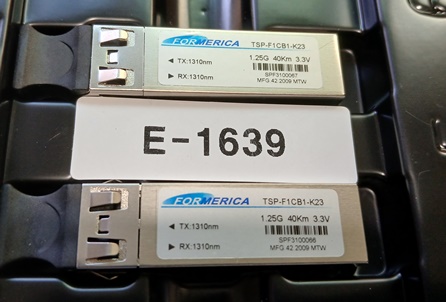 FORMERICA TSP-F1CB1-K23
◄ TX:1310nm 1.25G 40Km 3.3V
◄ RX:1310nm SPF3100067
MFG 42 2009 MTW
E-1639
FORMERICA TSP-F1CB1-K23
◄ TX:1310nm 1.25G 40Km 3.3V
◄ RX:1310nm SPF3100066
MFG 42 2009 MTW